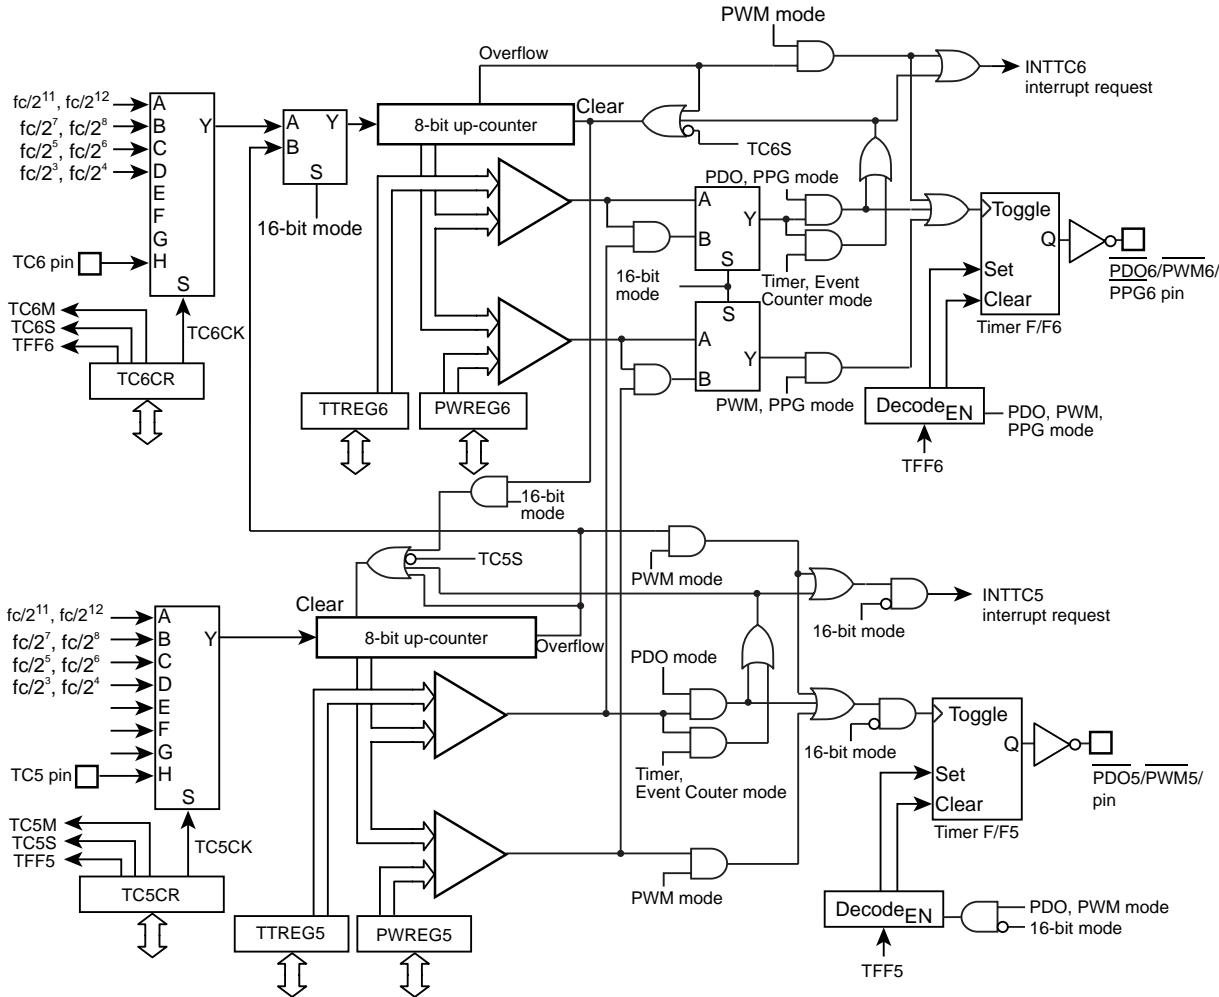 PWM mode
Overflow
INTTC6
interrupt request
fc/2¹¹, fc/2¹²
fc/2⁷, fc/2⁸
fc/2⁵, fc/2⁶
fc/2³, fc/2⁴
A
B
C
D
E
F
G
H
Y
S
A
B
Y
S
16-bit mode
8-bit up-counter
Clear
TC6S
PDO, PPG mode
A
B
Y
S
16-bit
mode
Timer, Event
Counter mode
Toggle
Q
Set
Clear
Timer F/F6
PDO6/PWM6/
PPG6 pin
TC6 pin
TC6M
TC6S
TFF6
TC6CK
TC6CR
TTREG6
PWREG6
S
A
B
Y
PWM, PPG mode
Decode
EN
PDO, PWM,
PPG mode
TFF6
16-bit
mode
TC5S
PWM mode
INTTC5
interrupt request
16-bit mode
fc/2¹¹, fc/2¹²
fc/2⁷, fc/2⁸
fc/2⁵, fc/2⁶
fc/2³, fc/2⁴
A
B
C
D
E
F
G
H
Y
S
Clear
8-bit up-counter
Overflow
PDO mode
Timer,
Event Couter mode
16-bit mode
Toggle
Q
Set
Clear
Timer F/F5
PDO5/PWM5/
pin
TC5 pin
TC5M
TC5S
TFF5
TC5CK
TC5CR
TTREG5
PWREG5
PWM mode
Decode
EN
PDO, PWM mode
16-bit mode
TFF5